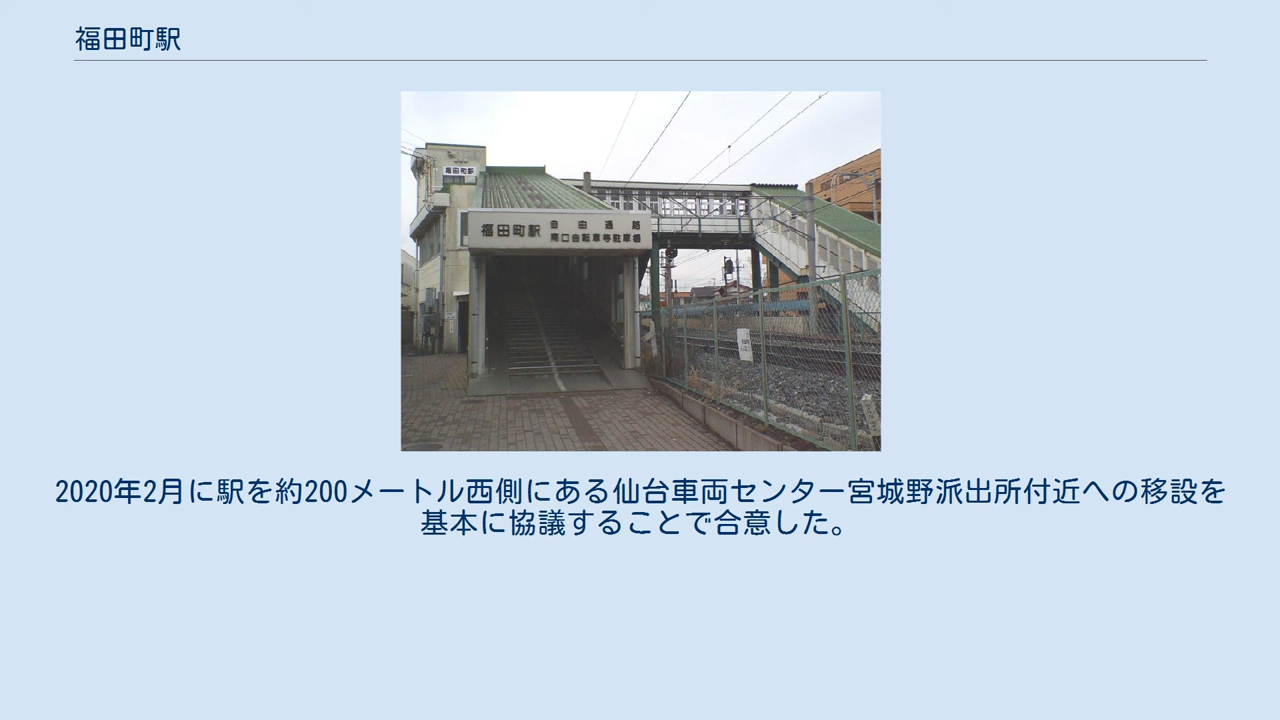 福田町駅
福田町駅
福田町駅 自由通路
南口自転車等駐車場
2020年2月に駅を約200メートル西側にある仙台車両センター宮城野派出所付近への移設を
基本に協議することで合意した。